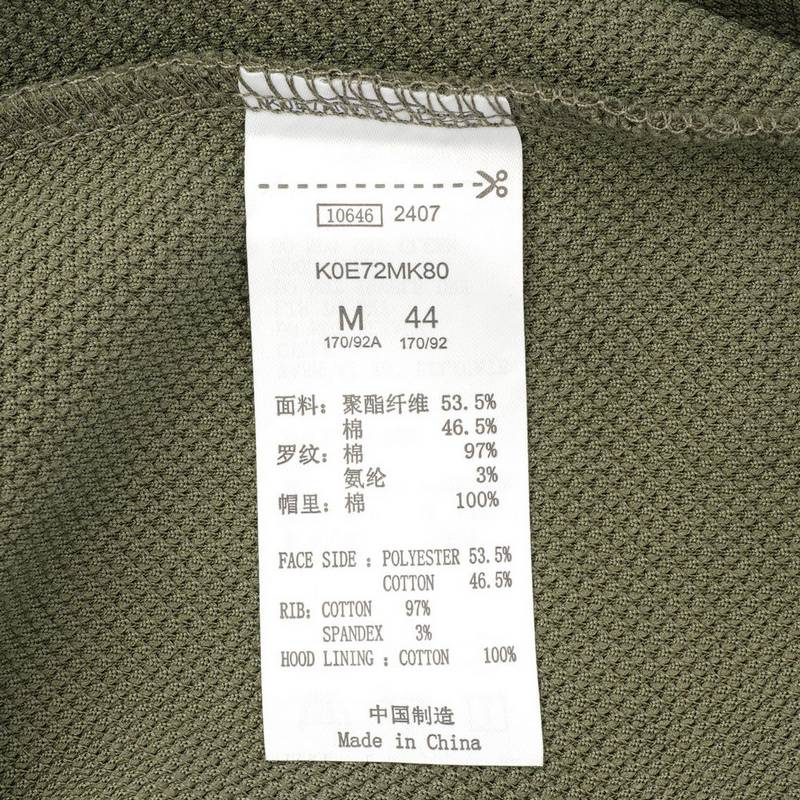 10646 2407
K0E72MK80
M 44
170/92A 170/92
面料: 聚酯纤维 53.5%
棉 46.5%
罗纹: 棉 97%
氨纶 3%
帽里: 棉 100%
FACE SIDE : POLYESTER 53.5%
COTTON 46.5%
RIB: COTTON 97%
SPANDEX 3%
HOOD LINING : COTTON 100%
中国制造
Made in China